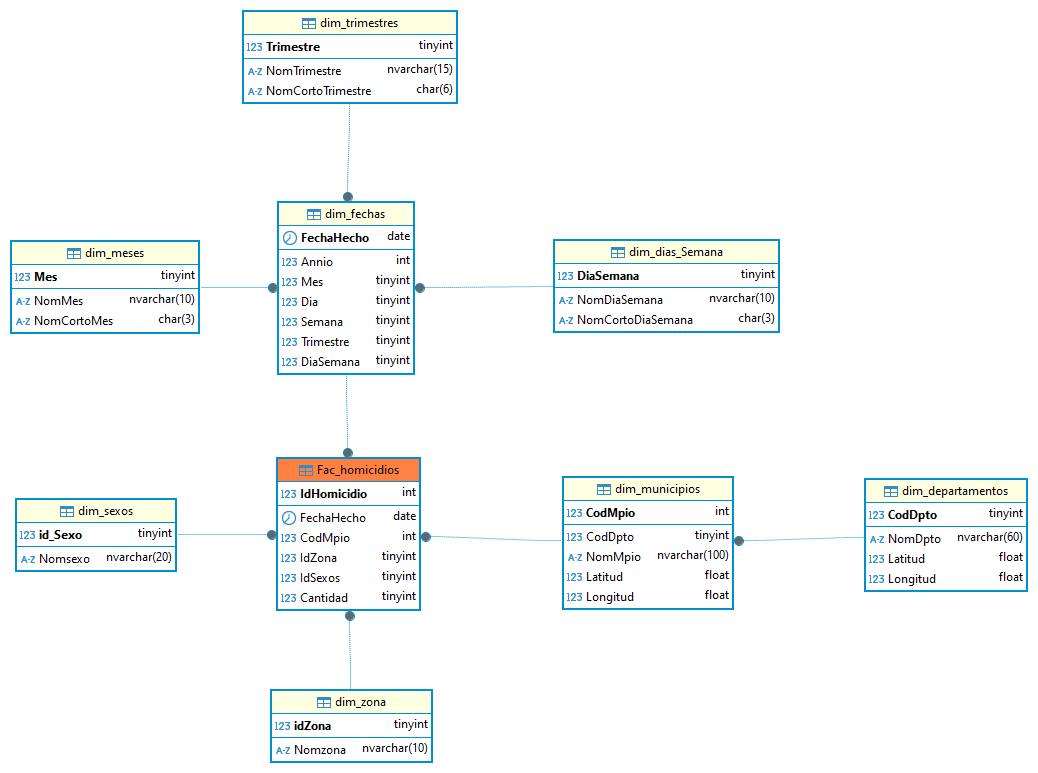 dim_trimestres
123 Trimestre tinyint
A-Z NomTrimestre nvarchar(15)
A-Z NomCortoTrimestre char(6)
dim_fechas
FechaHecho date
123 Annio int
123 Mes tinyint
123 Dia tinyint
123 Semana tinyint
123 Trimestre tinyint
123 DiaSemana tinyint
dim_meses
123 Mes tinyint
A-Z NomMes nvarchar(10)
A-Z NomCortoMes char(3)
dim_dias_Semana
123 DiaSemana tinyint
A-Z NomDiaSemana nvarchar(10)
A-Z NomCortoDiaSemana char(3)
Fac_homicidios
123 IdHomicidio int
FechaHecho date
123 CodMpio int
123 IdZona tinyint
123 IdSexos tinyint
123 Cantidad tinyint
dim_sexos
123 id_Sexo tinyint
A-Z Nomsexo nvarchar(20)
dim_municipios
123 CodMpio int
123 CodDpto tinyint
A-Z NomMpio nvarchar(100)
123 Latitud float
123 Longitud float
dim_departamentos
123 CodDpto tinyint
A-Z NomDpto nvarchar(60)
123 Latitud float
123 Longitud float
dim_zona
123 idZona tinyint
A-Z Nomzona nvarchar(10)